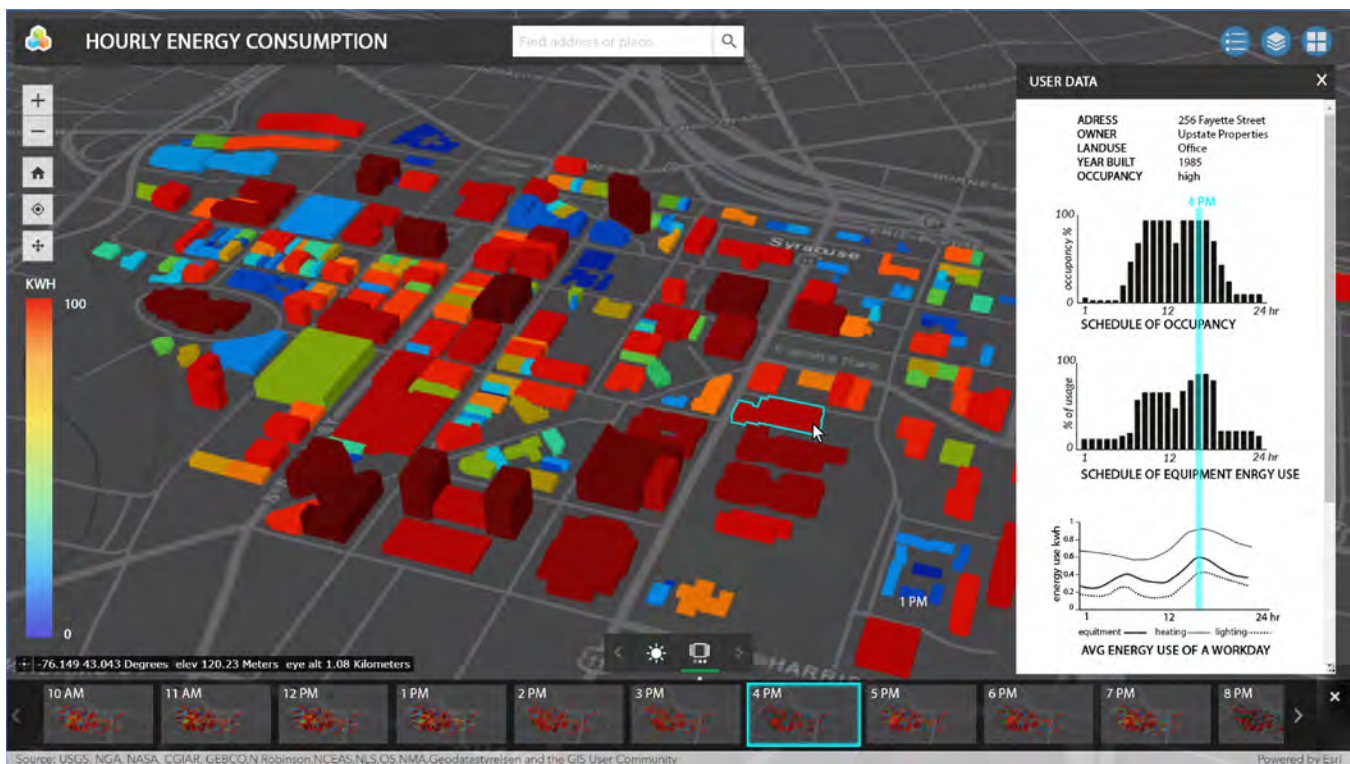 HOURLY ENERGY CONSUMPTION
Find address or place
USER DATA
X
ADRESS 256 Fayette Street
OWNER Upstate Properties
LANDUSE Office
YEAR BUILT 1985
OCCUPANCY high
4 PM
100
occupancy %
0
1 12 24 hr
SCHEDULE OF OCCUPANCY
100
% of usage
0
1 12 24 hr
SCHEDULE OF EQUIPMENT ENRGY USE
1
0.8
0.6
0.4
0.2
0
energy use kwh
1 12 24 hr
equitment heating lighting
AVG ENERGY USE OF A WORKDAY
KWH
100
0
Syracuse
1 PM
HARRIS
-76.149 43.043 Degrees elev 120.23 Meters eye alt 1.08 Kilometers
10 AM 11 AM 12 PM 1 PM 2 PM 3 PM 4 PM 5 PM 6 PM 7 PM 8 PM
Source: USGS, NGA, NASA, CGIAR, GEBCO,N Robinson,NCEAS,NLS,OS,NMA,Geodatastyrelsen and the GIS User Community
Powered by Esri